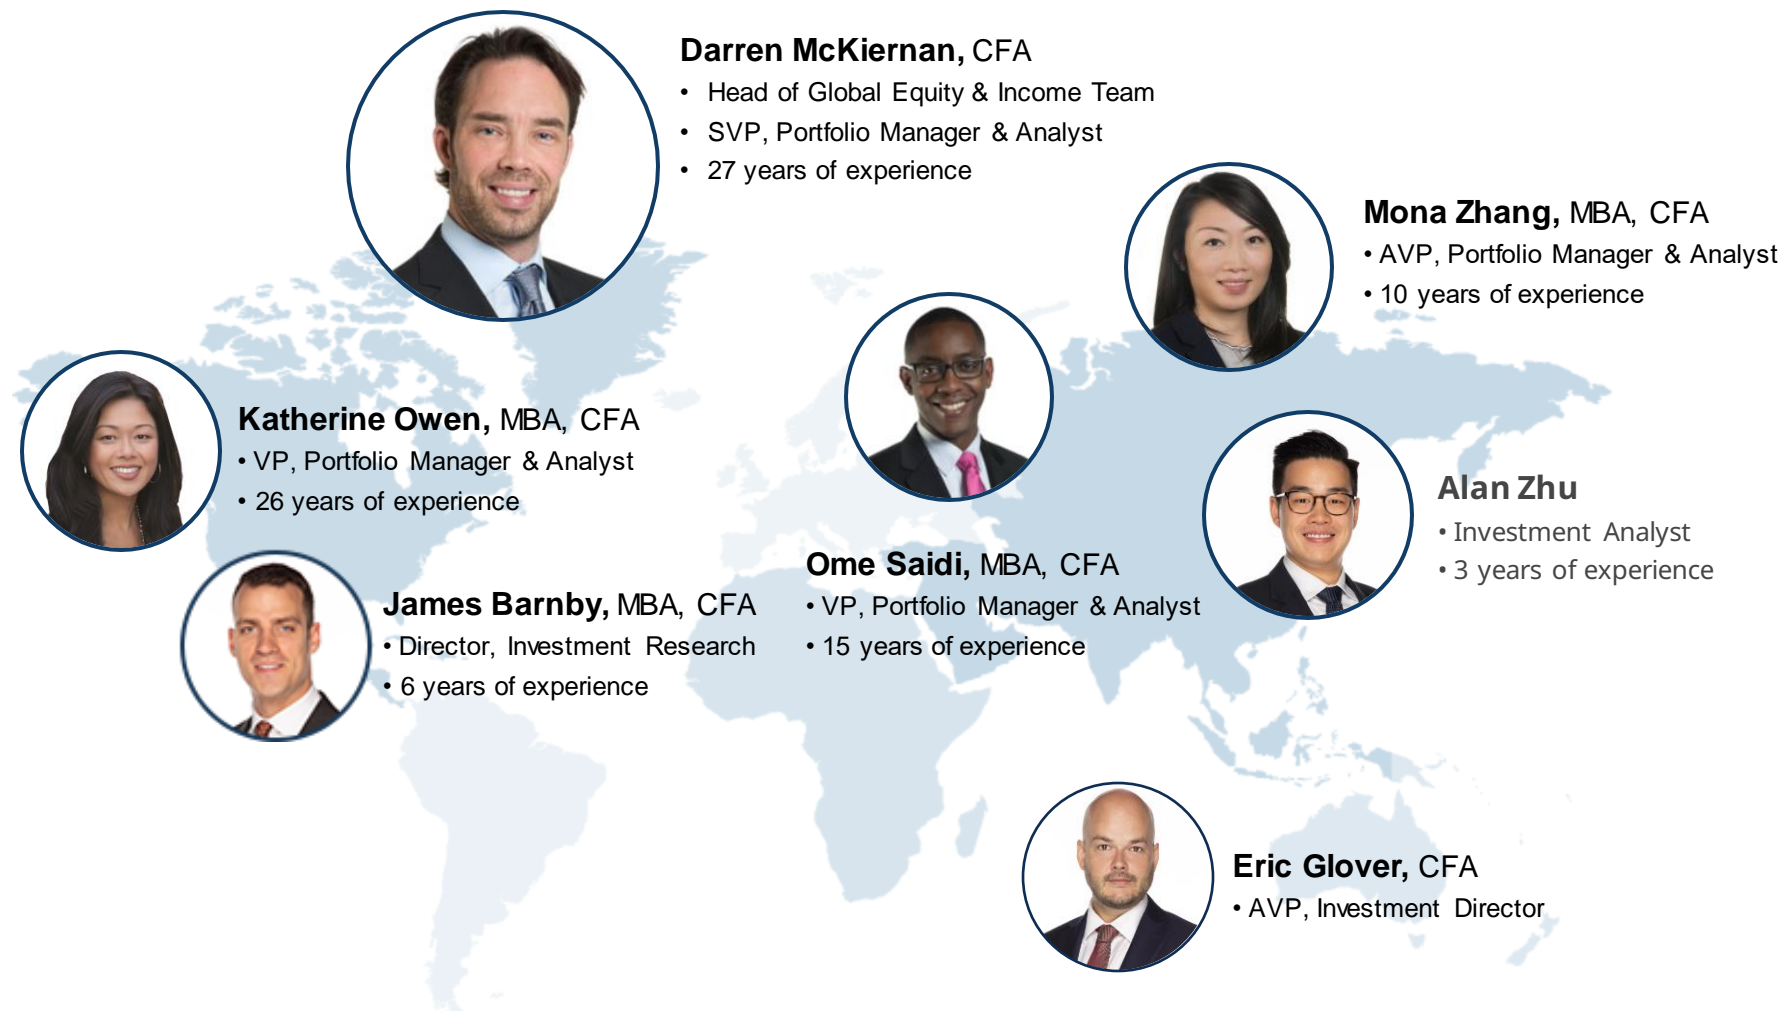 Darren McKiernan, CFA
• Head of Global Equity & Income Team
• SVP, Portfolio Manager & Analyst
• 27 years of experience
Mona Zhang, MBA, CFA
• AVP, Portfolio Manager & Analyst
• 10 years of experience
Katherine Owen, MBA, CFA
• VP, Portfolio Manager & Analyst
• 26 years of experience
Alan Zhu
• Investment Analyst
• 3 years of experience
Ome Saidi, MBA, CFA
• VP, Portfolio Manager & Analyst
• 15 years of experience
James Barnby, MBA, CFA
• Director, Investment Research
• 6 years of experience
Eric Glover, CFA
• AVP, Investment Director